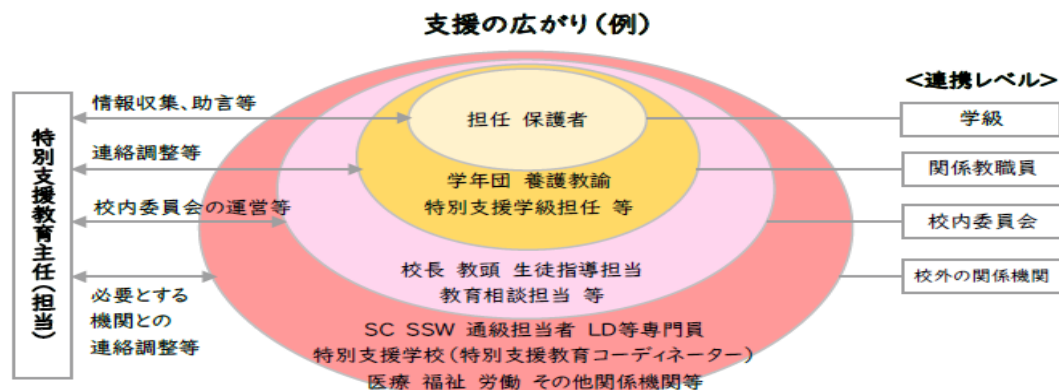 支援の広がり(例)
<連携レベル>
特別支援教育主任(担当)
情報収集、助言等
担任 保護者
学級
連絡調整等
学年団 養護教諭
特別支援学級担任 等
関係教職員
校内委員会の運営等
校長 教頭 生徒指導担当
教育相談担当 等
校内委員会
必要とする
機関との
連絡調整等
SC SSW 通級担当者 LD等専門員
特別支援学校(特別支援教育コーディネーター)
医療 福祉 労働 その他関係機関等
校外の関係機関